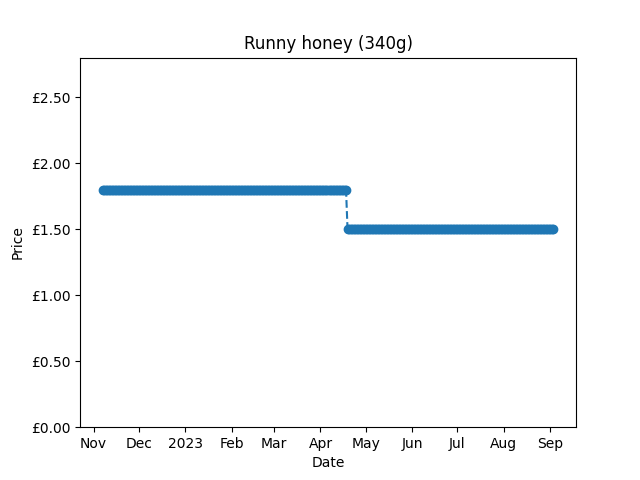 Runny honey (340g)
£2.50
£2.00
£1.50
£1.00
£0.50
£0.00
Price
Nov Dec 2023 Feb Mar Apr May Jun Jul Aug Sep
Date